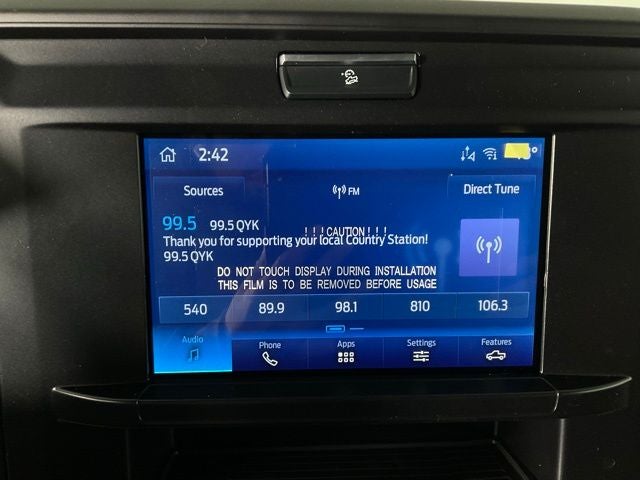 2:42
Sources
FM
Direct Tune
99.5 99.5 QYK
! ! ! CAUTION ! ! !
Thank you for supporting your local Country Station!
99.5 QYK
DO NOT TOUCH DISPLAY DURING INSTALLATION
THIS FILM IS TO BE REMOVED BEFORE USAGE
540 89.9 98.1 810 106.3
Audio Phone Apps Settings Features